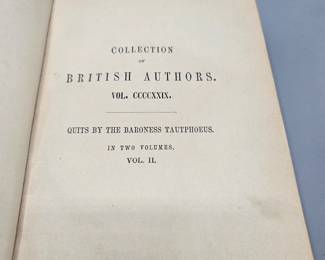 COLLECTION
OF
BRITISH AUTHORS.
VOL. CCCCXXIX.
QUITS BY THE BARONESS TAUTPHOEUS.
IN TWO VOLUMES.
VOL. II.